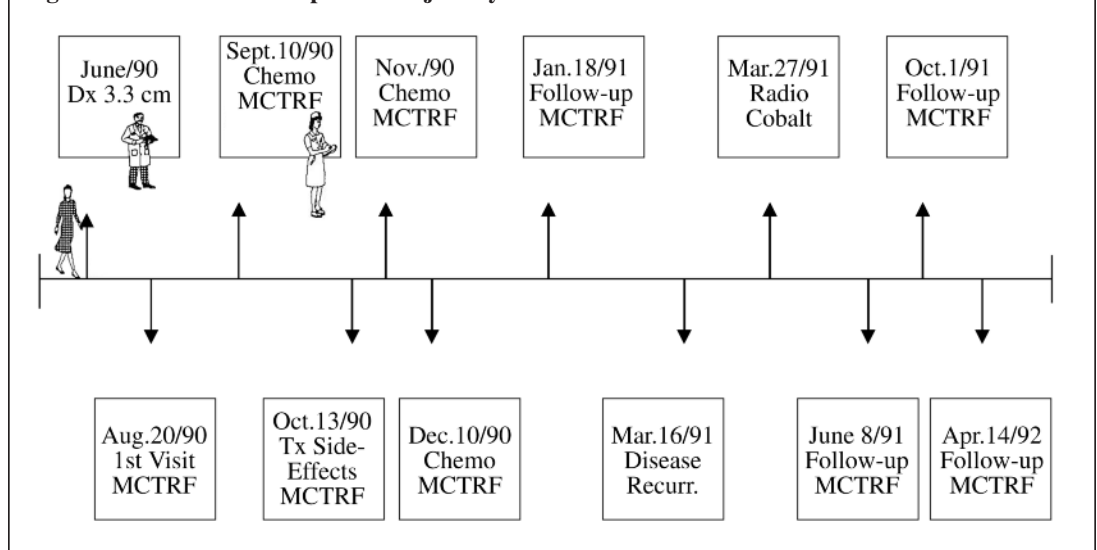 June/90
Dx 3.3 cm
Sept.10/90
Chemo
MCTRF
Nov./90
Chemo
MCTRF
Jan.18/91
Follow-up
MCTRF
Mar.27/91
Radio
Cobalt
Oct.1/91
Follow-up
MCTRF
Aug.20/90
1st Visit
MCTRF
Oct.13/90
Tx Side-
Effects
MCTRF
Dec.10/90
Chemo
MCTRF
Mar.16/91
Disease
Recurr.
June 8/91
Follow-up
MCTRF
Apr.14/92
Follow-up
MCTRF